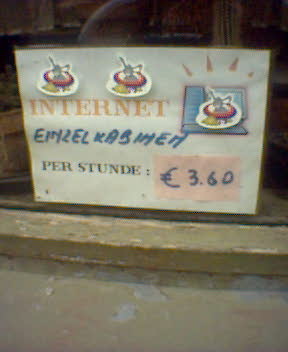 INTERNET
EINZELKABINEN
PER STUNDE :
€ 3.60